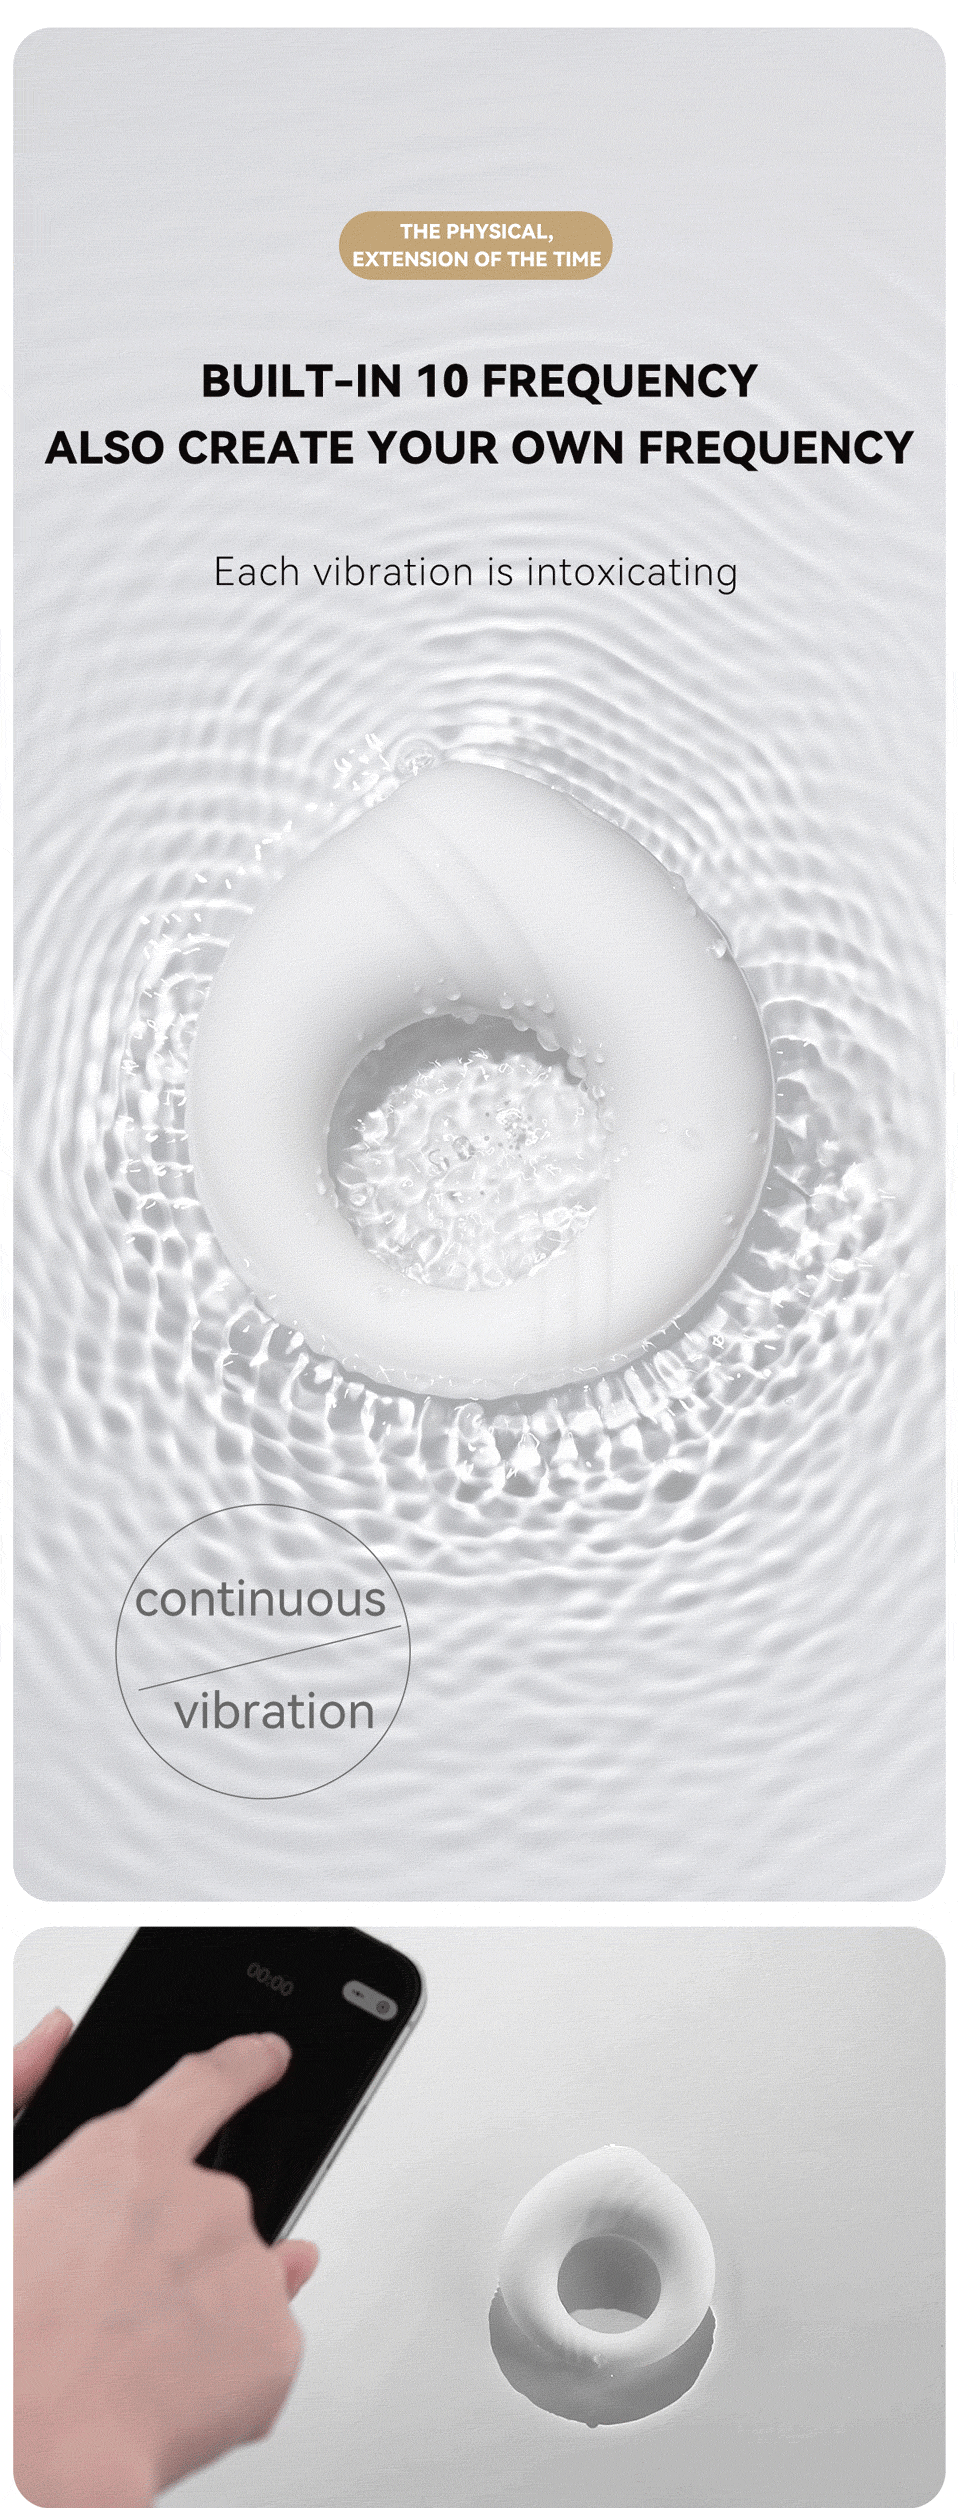 THE PHYSICAL,
EXTENSION OF THE TIME
BUILT-IN 10 FREQUENCY
ALSO CREATE YOUR OWN FREQUENCY
Each vibration is intoxicating
continuous
vibration
00:00